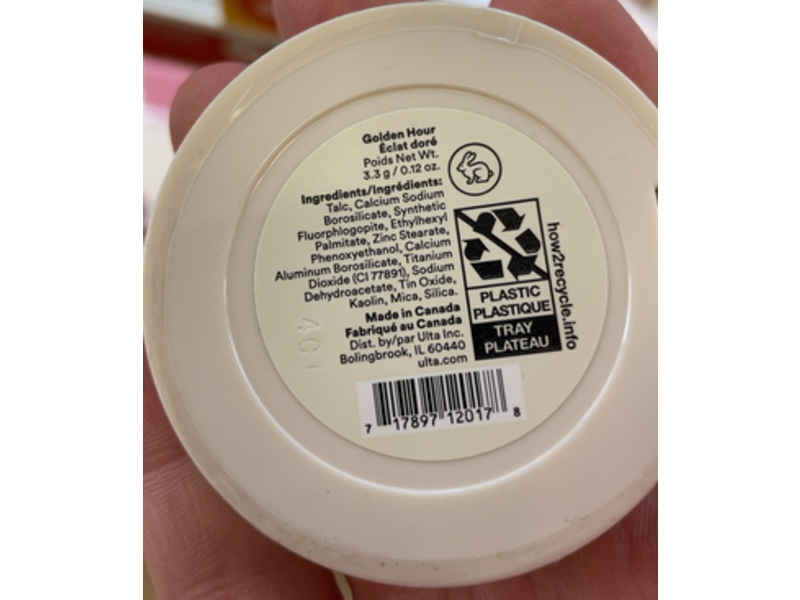 Golden Hour
Éclat doré
Poids Net Wt.
3.3 g / 0.12 oz.
Ingredients/Ingrédients:
Talc, Calcium Sodium
Borosilicate, Synthetic
Fluorphlogopite, Ethylhexyl
Palmitate, Zinc Stearate,
Phenoxyethanol, Calcium
Aluminum Borosilicate, Titanium
Dioxide (CI 77891), Sodium
Dehydroacetate, Tin Oxide,
Kaolin, Mica, Silica.
Made in Canada
Fabriqué au Canada
Dist. by/par Ulta Inc.
Bolingbrook, IL 60440
ulta.com
PLASTIC
PLASTIQUE
TRAY
PLATEAU
how2recycle.info
7 17897 12017 8